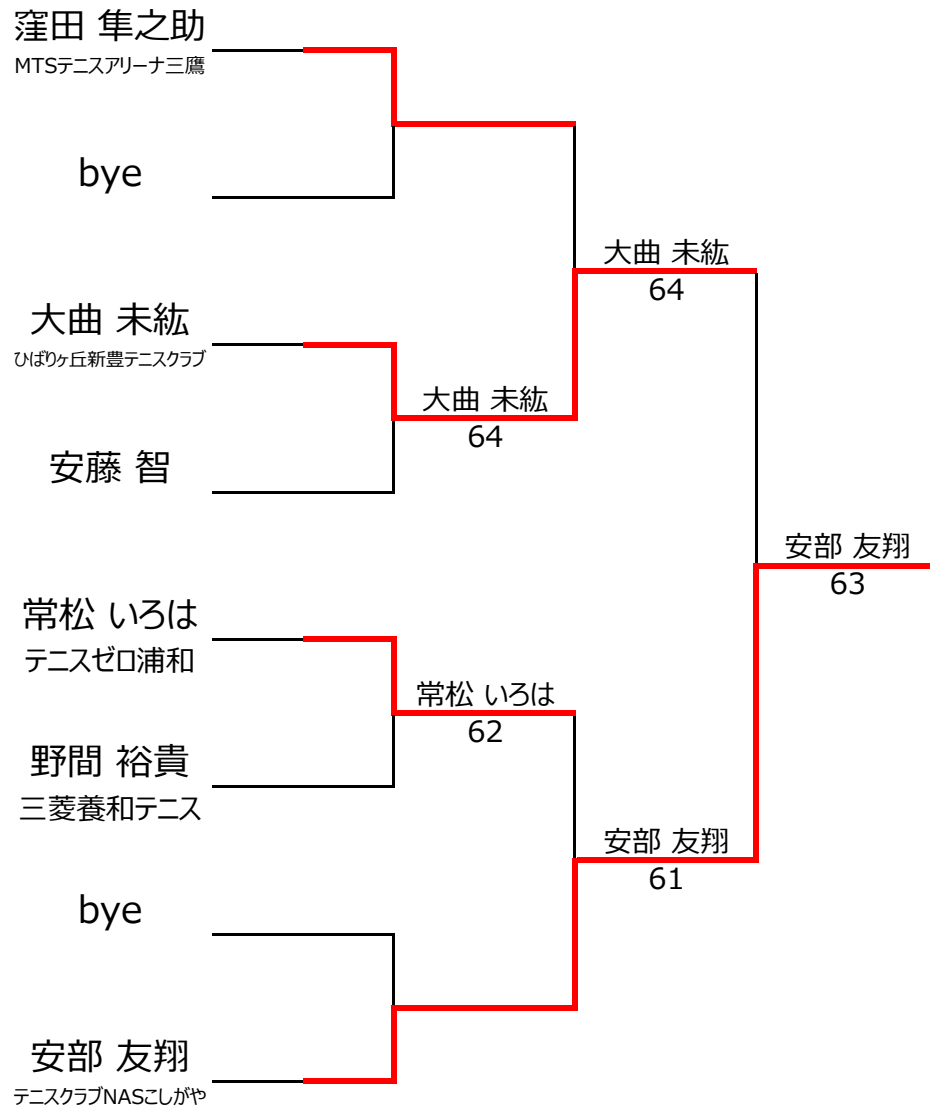 窪田 隼之助
MTSテニスアリーナ三鷹
bye
大曲 未紘
ひばりヶ丘新豊テニスクラブ
安藤 智
常松 いろは
テニスゼロ浦和
野間 裕貴
三菱養和テニス
bye
安部 友翔
テニスクラブNASこしがや
大曲 未紘
64
常松 いろは
62
大曲 未紘
64
安部 友翔
61
安部 友翔
63